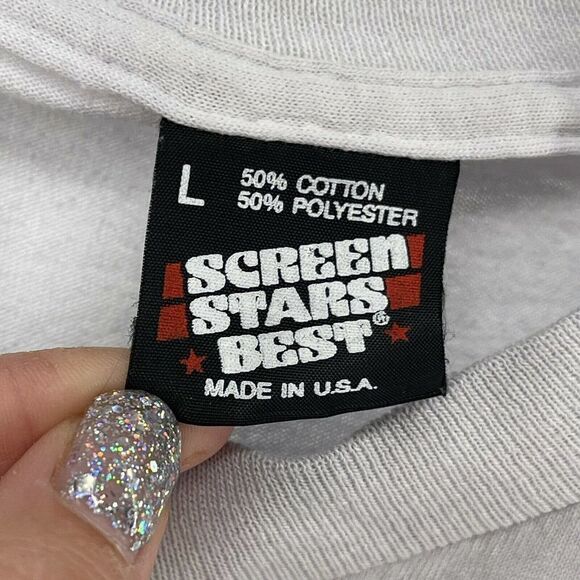 L
50% COTTON
50% POLYESTER
SCREEN
STARS
BEST®
MADE IN U.S.A.